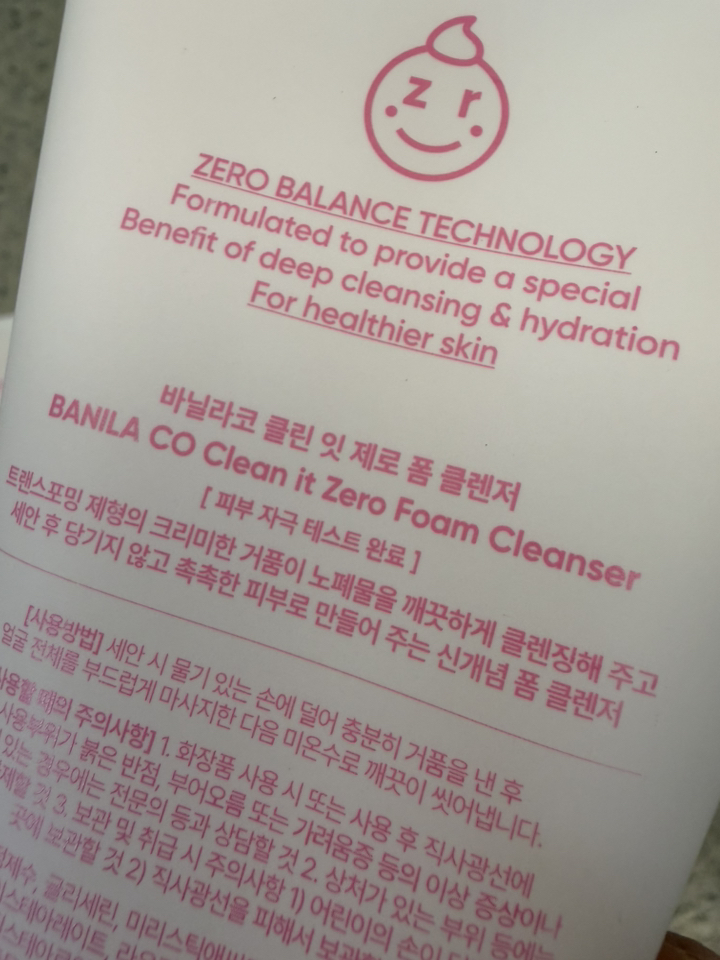 z r
ZERO BALANCE TECHNOLOGY
Formulated to provide a special
Benefit of deep cleansing & hydration
For healthier skin
바닐라코 클린 잇 제로 폼 클렌저
BANILA CO Clean it Zero Foam Cleanser
[ 피부 자극 테스트 완료 ]
트랜스포밍 제형의 크리미한 거품이 노폐물을 깨끗하게 클렌징해 주고
세안 후 당기지 않고 촉촉한 피부로 만들어 주는 신개념 폼 클렌저
[사용방법] 세안 시 물기 있는 손에 덜어 충분히 거품을 낸 후
얼굴 전체를 부드럽게 마사지한 다음 미온수로 깨끗이 씻어냅니다.
사용할 때의 주의사항] 1. 화장품 사용 시 또는 사용 후 직사광선에
사용부위가 붉은 반점, 부어오름 또는 가려움증 등의 이상 증상이나
있는 경우에는 전문의 등과 상담할 것 2. 상처가 있는 부위 등에는
제할 것 3. 보관 및 취급 시 주의사항 1) 어린이의 손이
곳에 보관할 것 2) 직사광선을 피해서
정제수, 글리세린,